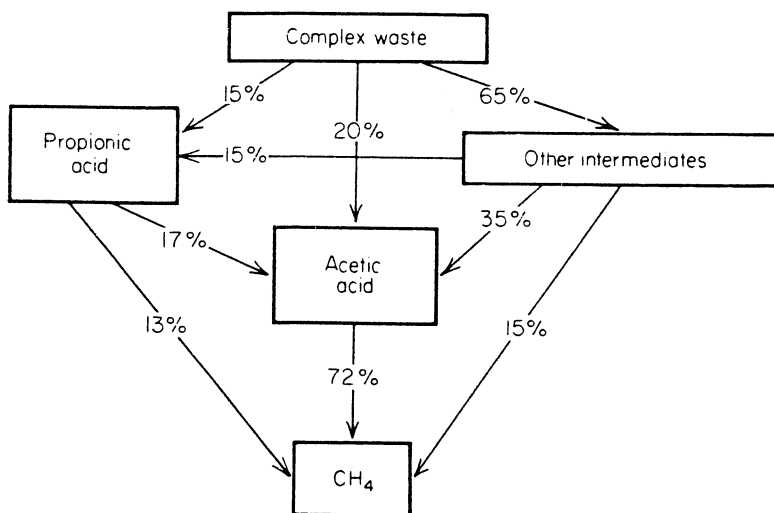 Complex waste
15%
65%
20%
Propionic
acid
15%
Other intermediates
17%
35%
Acetic
acid
13%
15%
72%
CH₄